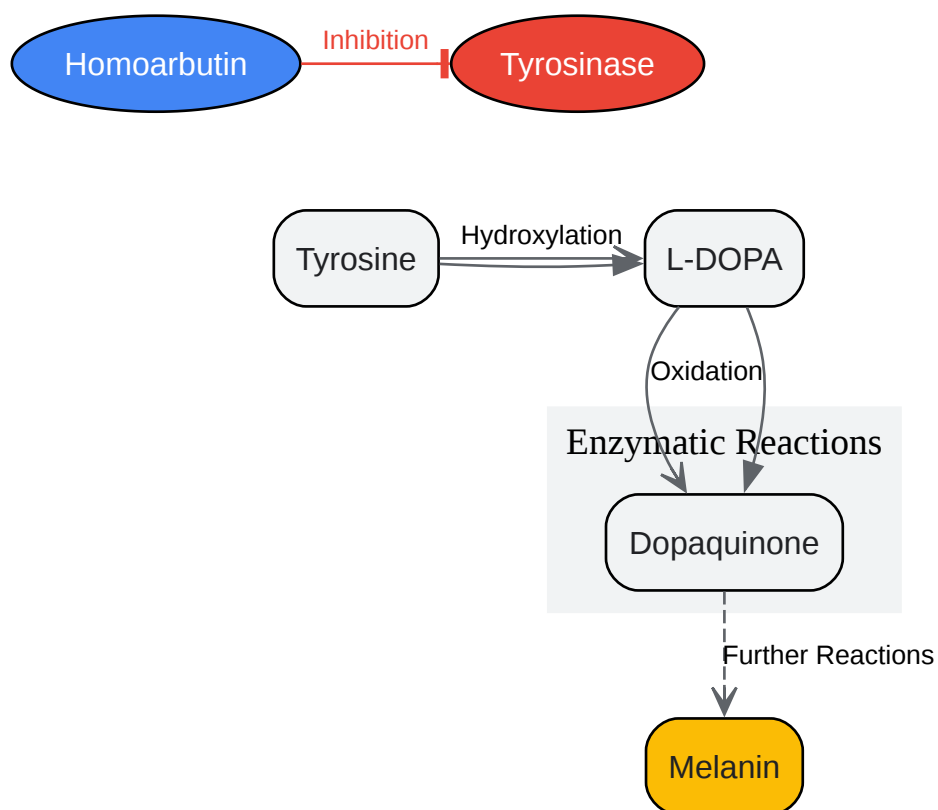 Homoarbutin
Inhibition
Tyrosinase
Tyrosine
Hydroxylation
L-DOPA
Oxidation
Enzymatic Reactions
Dopaquinone
Further Reactions
Melanin